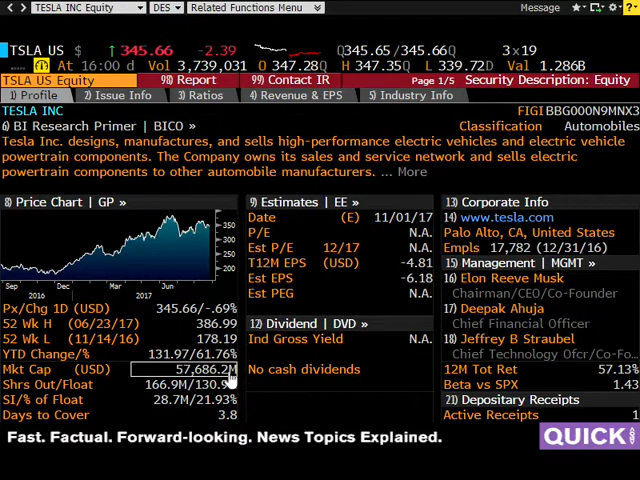 TESLA INC Equity DES Related Functions Menu Message
TSLA US 345.66 -2.39 Q345.65/345.66Q 3x19
At 16:00 d Vol 3,739,031 O 347.28Q H 347.35Q L 339.72D Val 1.286B
TSLA US Equity 98) Report 99) Contact IR Page 1/5 Security Description: Equity
1) Profile 2) Issue Info 3) Ratios 4) Revenue & EPS 5) Industry Info
TESLA INC FIGI BBG000N9MNX3
6) BI Research Primer | BICO » Classification Automobiles
Tesla Inc. designs, manufactures, and sells high-performance electric vehicles and electric vehicle
powertrain components. The Company owns its sales and service network and sells electric
powertrain components to other automobile manufacturers. ... More
8) Price Chart | GP »
350
300
250
200
Sep Dec Mar Jun
2016 2017
Px/Chg 1D (USD) 345.66/-.69%
52 Wk H (06/23/17) 386.99
52 Wk L (11/14/16) 178.19
YTD Change/% 131.97/61.76%
Mkt Cap (USD) 57,686.2M
Shrs Out/Float 166.9M/130.9
SI/% of Float 28.7M/21.93%
Days to Cover 3.8
9) Estimates | EE »
Date (E) 11/01/17
P/E N.A.
Est P/E 12/17 N.A.
T12M EPS (USD) -4.81
Est EPS -6.18
Est PEG N.A.
12) Dividend | DVD »
Ind Gross Yield N.A.
No cash dividends
13) Corporate Info
14) www.tesla.com
Palo Alto, CA, United States
Empls 17,782 (12/31/16)
15) Management | MGMT »
16) Elon Reeve Musk
Chairman/CEO/Co-Founder
17) Deepak Ahuja
Chief Financial Officer
18) Jeffrey B Straubel
Chief Technology Ofcr/Co-F
12M Tot Ret 57.13%
Beta vs SPX 1.43
21) Depositary Receipts
Active Receipts 1
Fast. Factual. Forward-looking. News Topics Explained.
QUICK